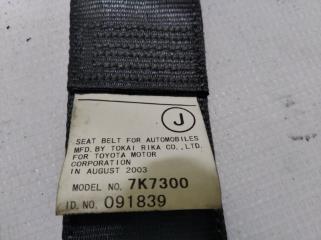 J
SEAT BELT FOR AUTOMOBILES
MFD. BY TOKAI RIKA CO.,LTD.
FOR TOYOTA MOTOR
CORPORATION
IN AUGUST 2003
MODEL NO. 7K7300
I.D. NO. 091839